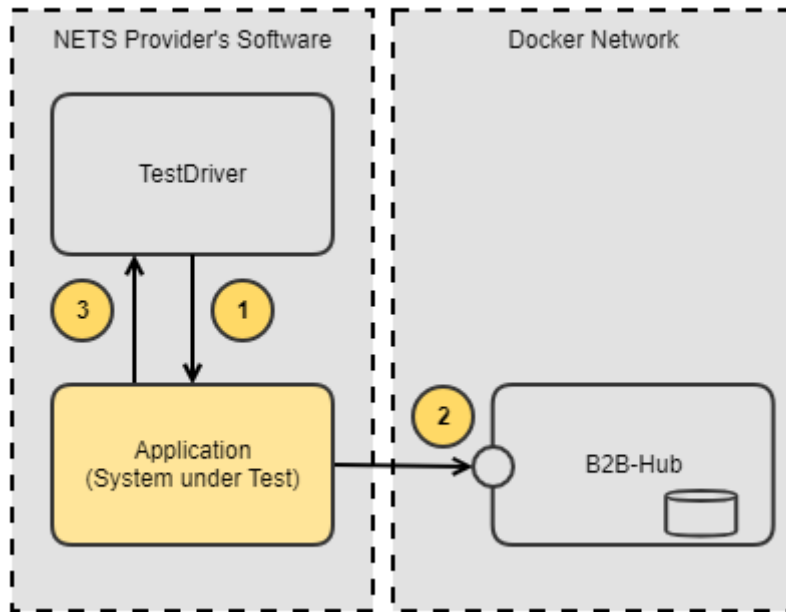 NETS Provider's Software
Docker Network
TestDriver
3
1
2
Application
(System under Test)
B2B-Hub